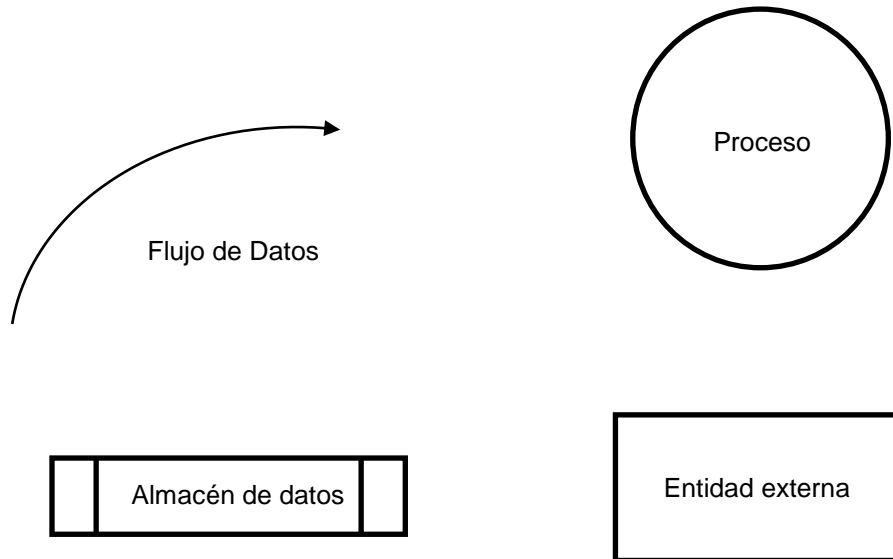 Proceso
Flujo de Datos
Almacén de datos
Entidad externa